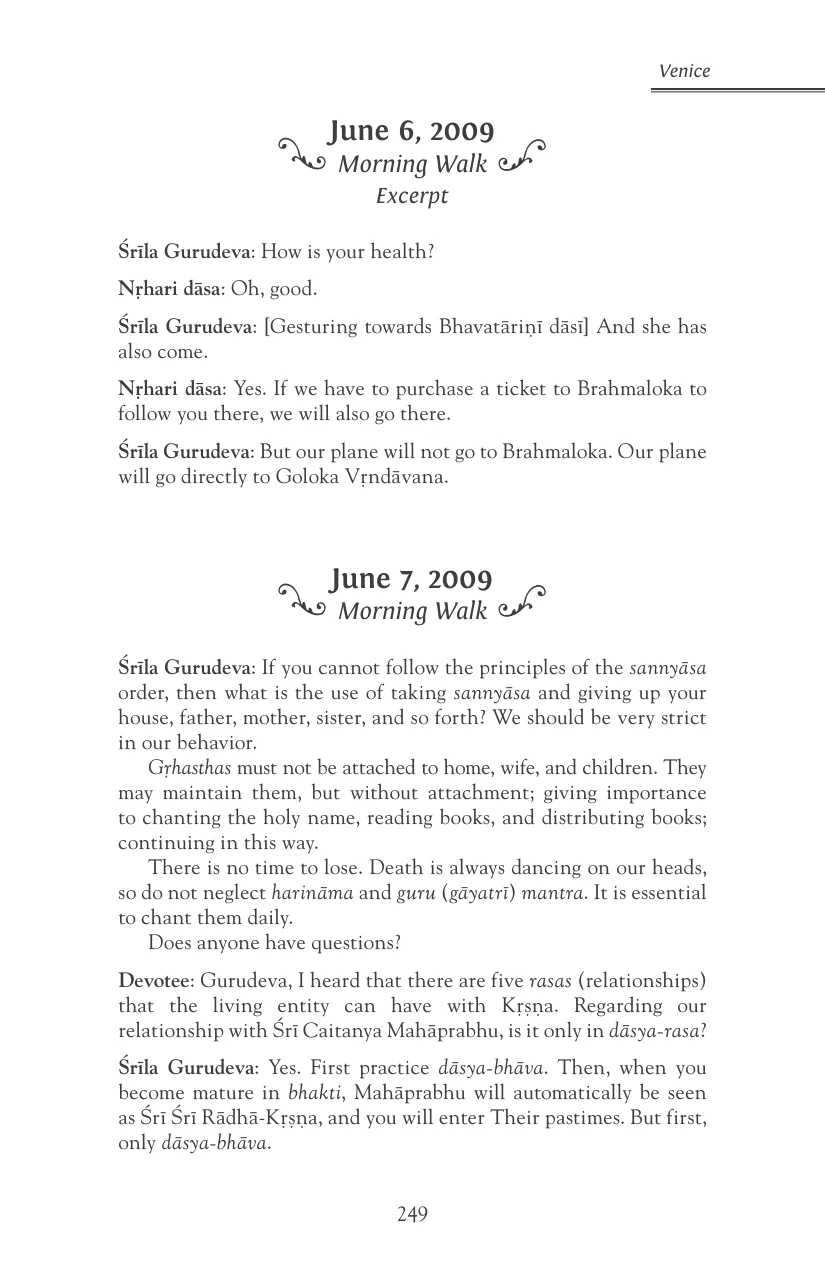 Venice
June 6, 2009
Morning Walk
Excerpt
Śrīla Gurudeva: How is your health?
Nṛhari dāsa: Oh, good.
Śrīla Gurudeva: [Gesturing towards Bhavatāriṇī dāsī] And she has
also come.
Nṛhari dāsa: Yes. If we have to purchase a ticket to Brahmaloka to
follow you there, we will also go there.
Śrīla Gurudeva: But our plane will not go to Brahmaloka. Our plane
will go directly to Goloka Vṛndāvana.
June 7, 2009
Morning Walk
Śrīla Gurudeva: If you cannot follow the principles of the sannyāsa
order, then what is the use of taking sannyāsa and giving up your
house, father, mother, sister, and so forth? We should be very strict
in our behavior.
Gṛhasthas must not be attached to home, wife, and children. They
may maintain them, but without attachment; giving importance
to chanting the holy name, reading books, and distributing books;
continuing in this way.
There is no time to lose. Death is always dancing on our heads,
so do not neglect harināma and guru (gāyatrī) mantra. It is essential
to chant them daily.
Does anyone have questions?
Devotee: Gurudeva, I heard that there are five rasas (relationships)
that the living entity can have with Kṛṣṇa. Regarding our
relationship with Śrī Caitanya Mahāprabhu, is it only in dāsya-rasa?
Śrīla Gurudeva: Yes. First practice dāsya-bhāva. Then, when you
become mature in bhakti, Mahāprabhu will automatically be seen
as Śrī Śrī Rādhā-Kṛṣṇa, and you will enter Their pastimes. But first,
only dāsya-bhāva.
249